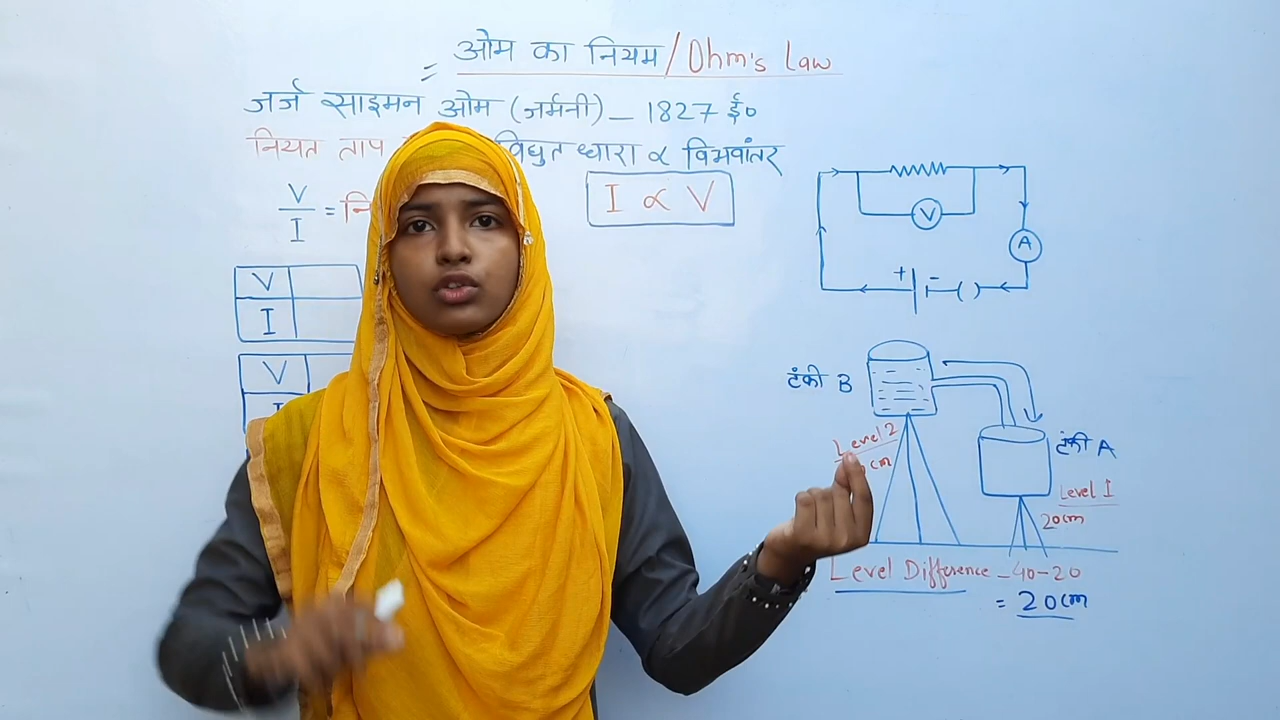 ओम का नियम / Ohm's Law
=
जर्ज साइमन ओम (जर्मनी) _ 1827 ई०
नियत ताप विधुत धारा ∝ विभवांतर
V
I
=
I ∝ V
V
I
V
V
A
+
-
टंकी B
Level 2
cm
टंकी A
Level I
20cm
Level Difference - 40-20
= 20cm